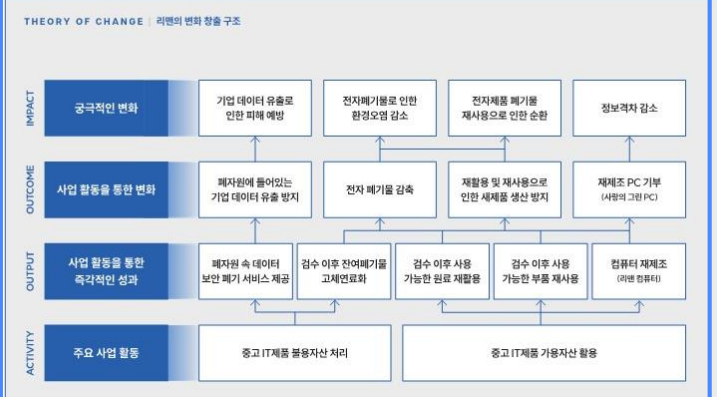 THEORY OF CHANGE | 리맨의 변화 창출 구조
IMPACT
궁극적인 변화
기업 데이터 유출로
인한 피해 예방
전자폐기물로 인한
환경오염 감소
전자제품 폐기물
재사용으로 인한 순환
정보격차 감소
OUTCOME
사업 활동을 통한 변화
폐자원에 들어있는
기업 데이터 유출 방지
전자 폐기물 감축
재활용 및 재사용으로
인한 새제품 생산 방지
재제조 PC 기부
(사랑의 그린 PC)
OUTPUT
사업 활동을 통한
즉각적인 성과
폐자원 속 데이터
보안 폐기 서비스 제공
검수 이후 잔여폐기물
고체연료화
검수 이후 사용
가능한 원료 재활용
검수 이후 사용
가능한 부품 재사용
컴퓨터 재제조
(리맨 컴퓨터)
ACTIVITY
주요 사업 활동
중고 IT제품 불용자산 처리
중고 IT제품 가용자산 활용